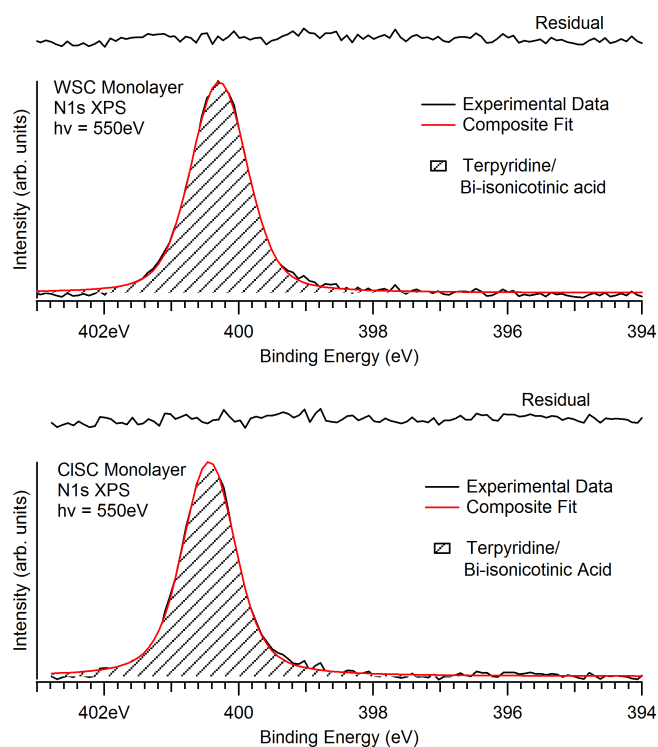 Residual
WSC Monolayer
N1s XPS
hv = 550eV
Experimental Data
Composite Fit
Terpyridine/
Bi-isonicotinic acid
Intensity (arb. units)
402eV 400 398 396 394
Binding Energy (eV)
Residual
CISC Monolayer
N1s XPS
hv = 550eV
Experimental Data
Composite Fit
Terpyridine/
Bi-isonicotinic Acid
Intensity (arb. units)
402eV 400 398 396 394
Binding Energy (eV)